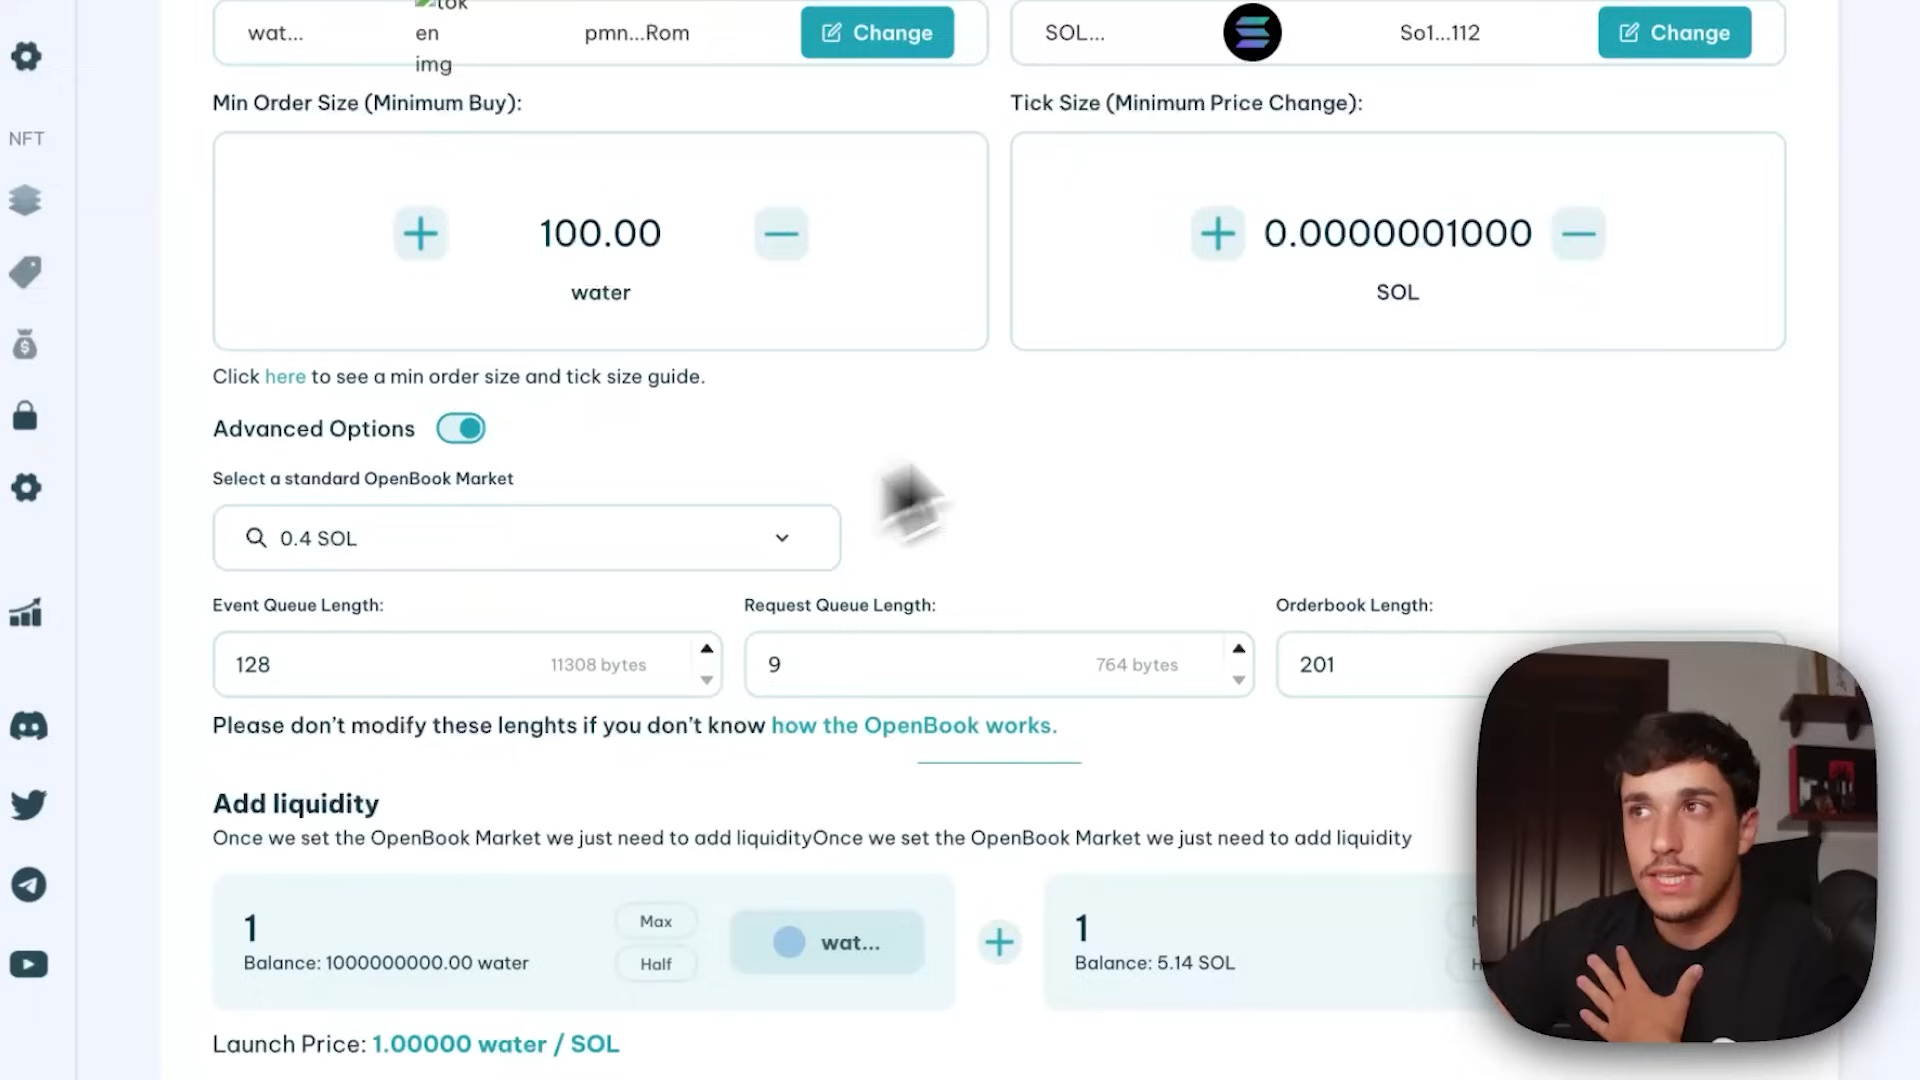 wat...
tok
en
img
pmn...Rom
Change
SOL...
So1...112
Change
NFT
Min Order Size (Minimum Buy):
Tick Size (Minimum Price Change):
100.00
water
0.0000001000
SOL
Click here to see a min order size and tick size guide.
Advanced Options
Select a standard OpenBook Market
0.4 SOL
Event Queue Length:
Request Queue Length:
Orderbook Length:
128
11308 bytes
9
764 bytes
201
Please don't modify these lenghts if you don't know how the OpenBook works.
Add liquidity
Once we set the OpenBook Market we just need to add liquidityOnce we set the OpenBook Market we just need to add liquidity
1
Max
wat...
Balance: 1000000000.00 water
Half
1
Balance: 5.14 SOL
Launch Price: 1.00000 water / SOL